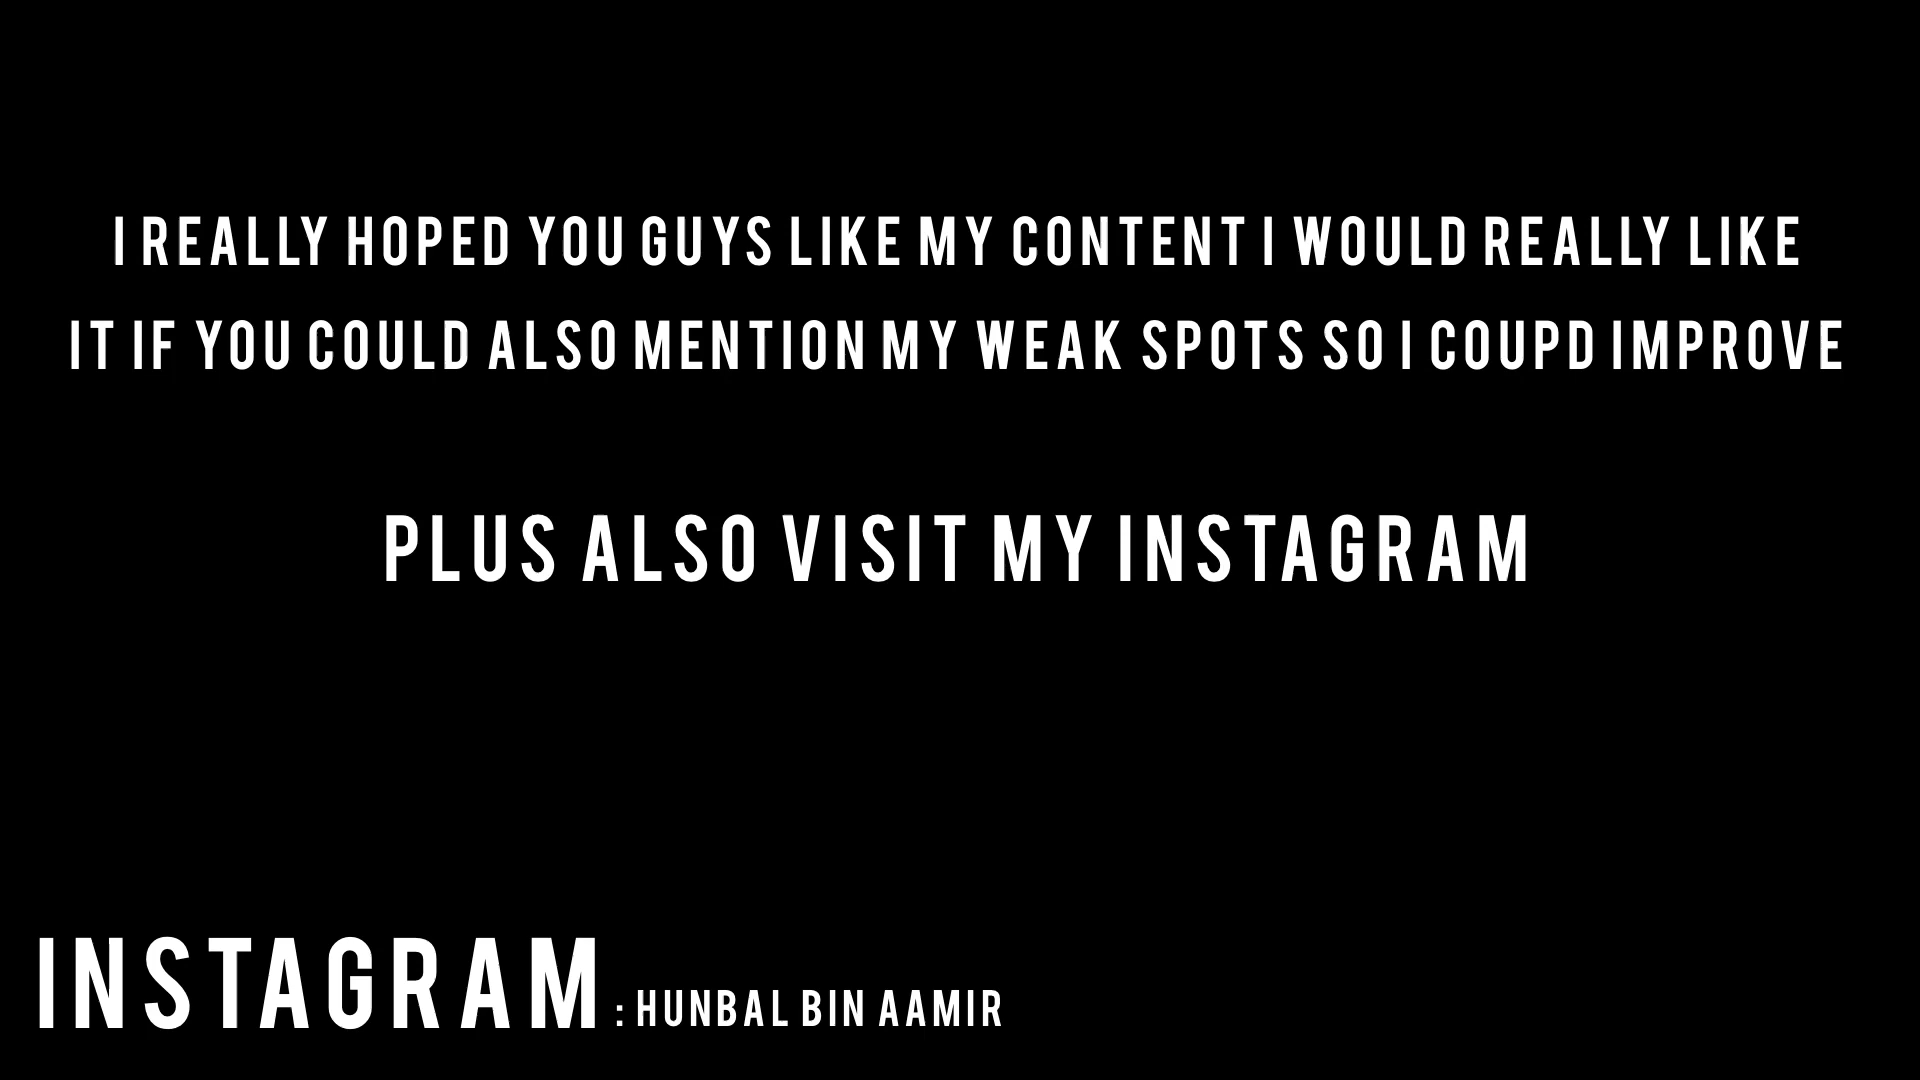 I REALLY HOPED YOU GUYS LIKE MY CONTENT I WOULD REALLY LIKE
IT IF YOU COULD ALSO MENTION MY WEAK SPOTS SO I COUPD IMPROVE
PLUS ALSO VISIT MY INSTAGRAM
INSTAGRAM : HUNBAL BIN AAMIR